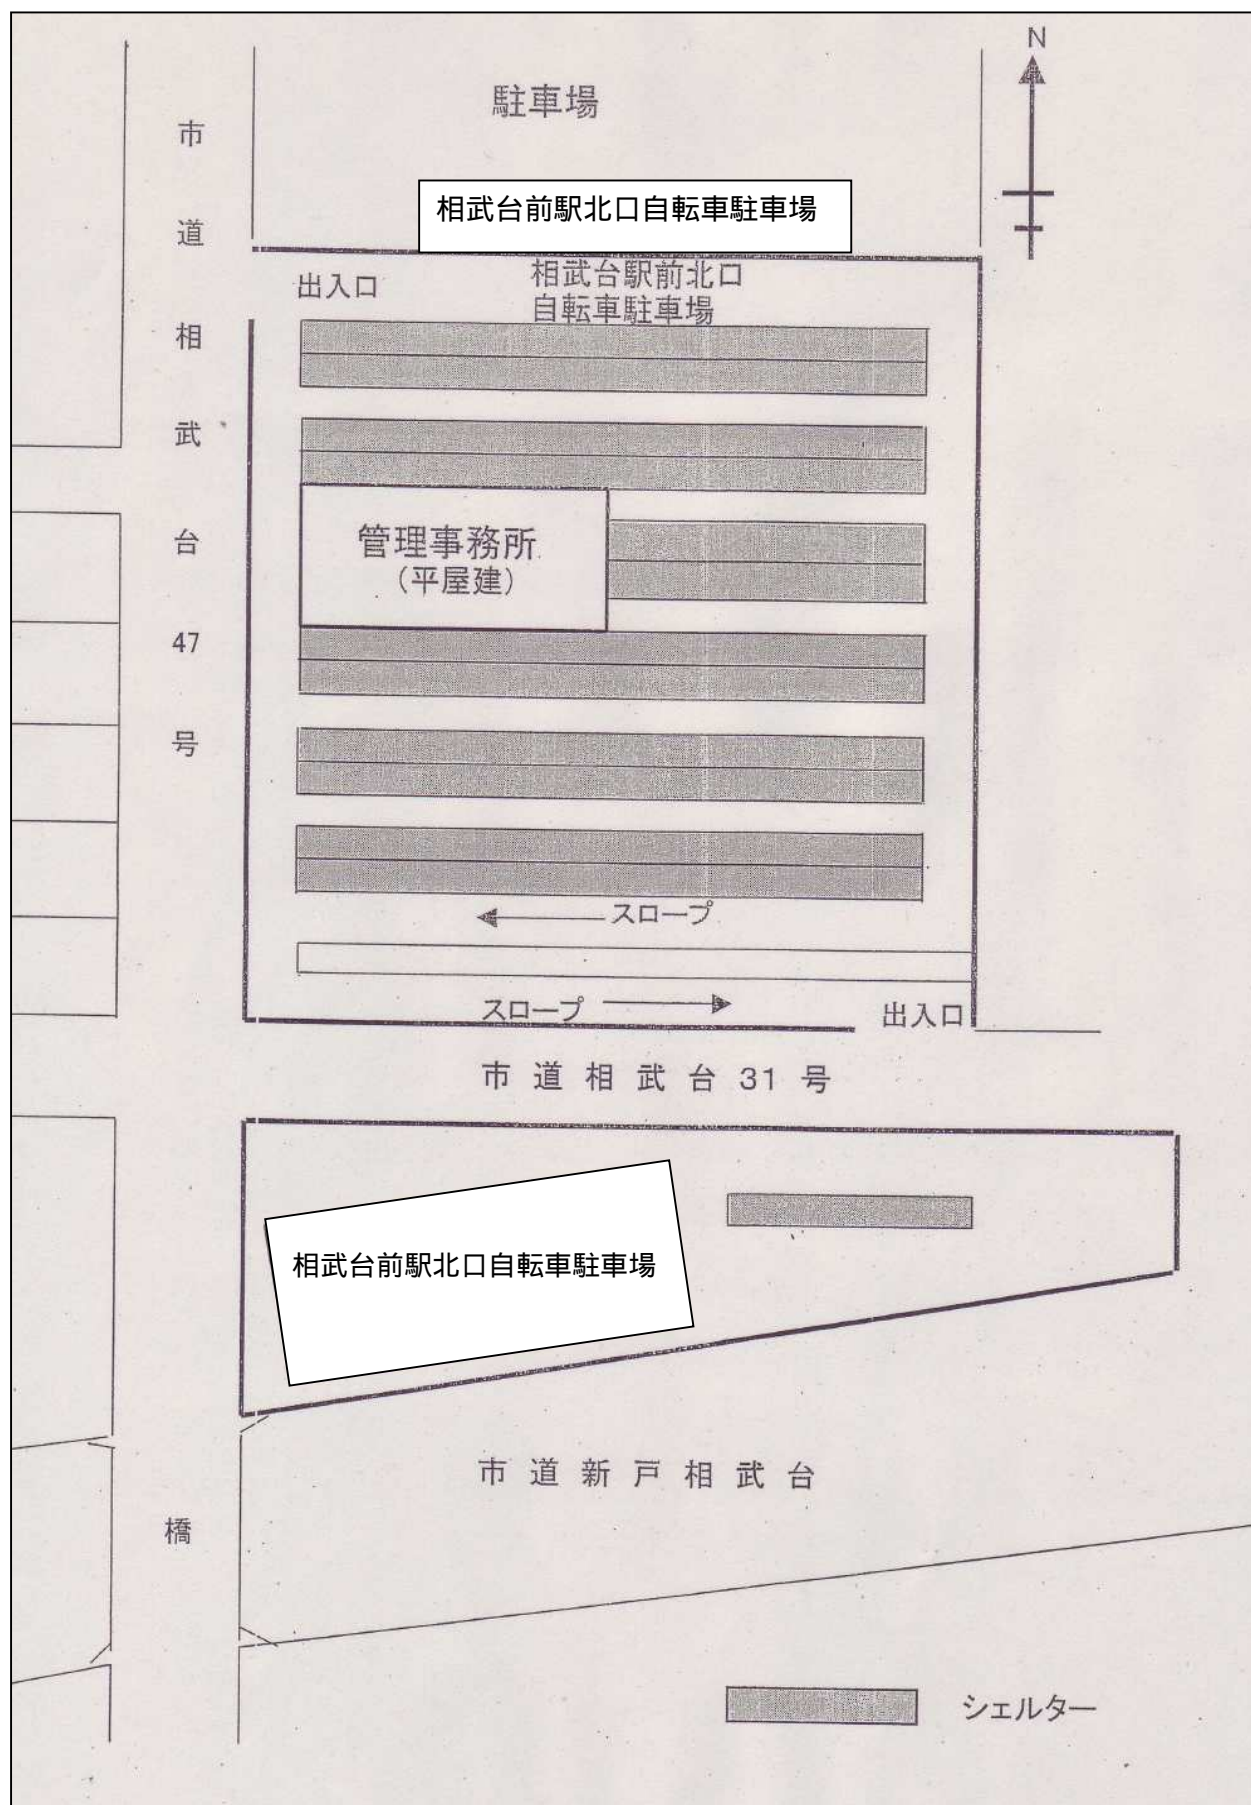 N
駐車場
相武台前駅北口自転車駐車場
出入口
相武台駅前北口
自転車駐車場
市道相武台47号
管理事務所
（平屋建）
スロープ
スロープ
出入口
市道相武台31号
相武台前駅北口自転車駐車場
市道新戸相武台
橋
シェルター